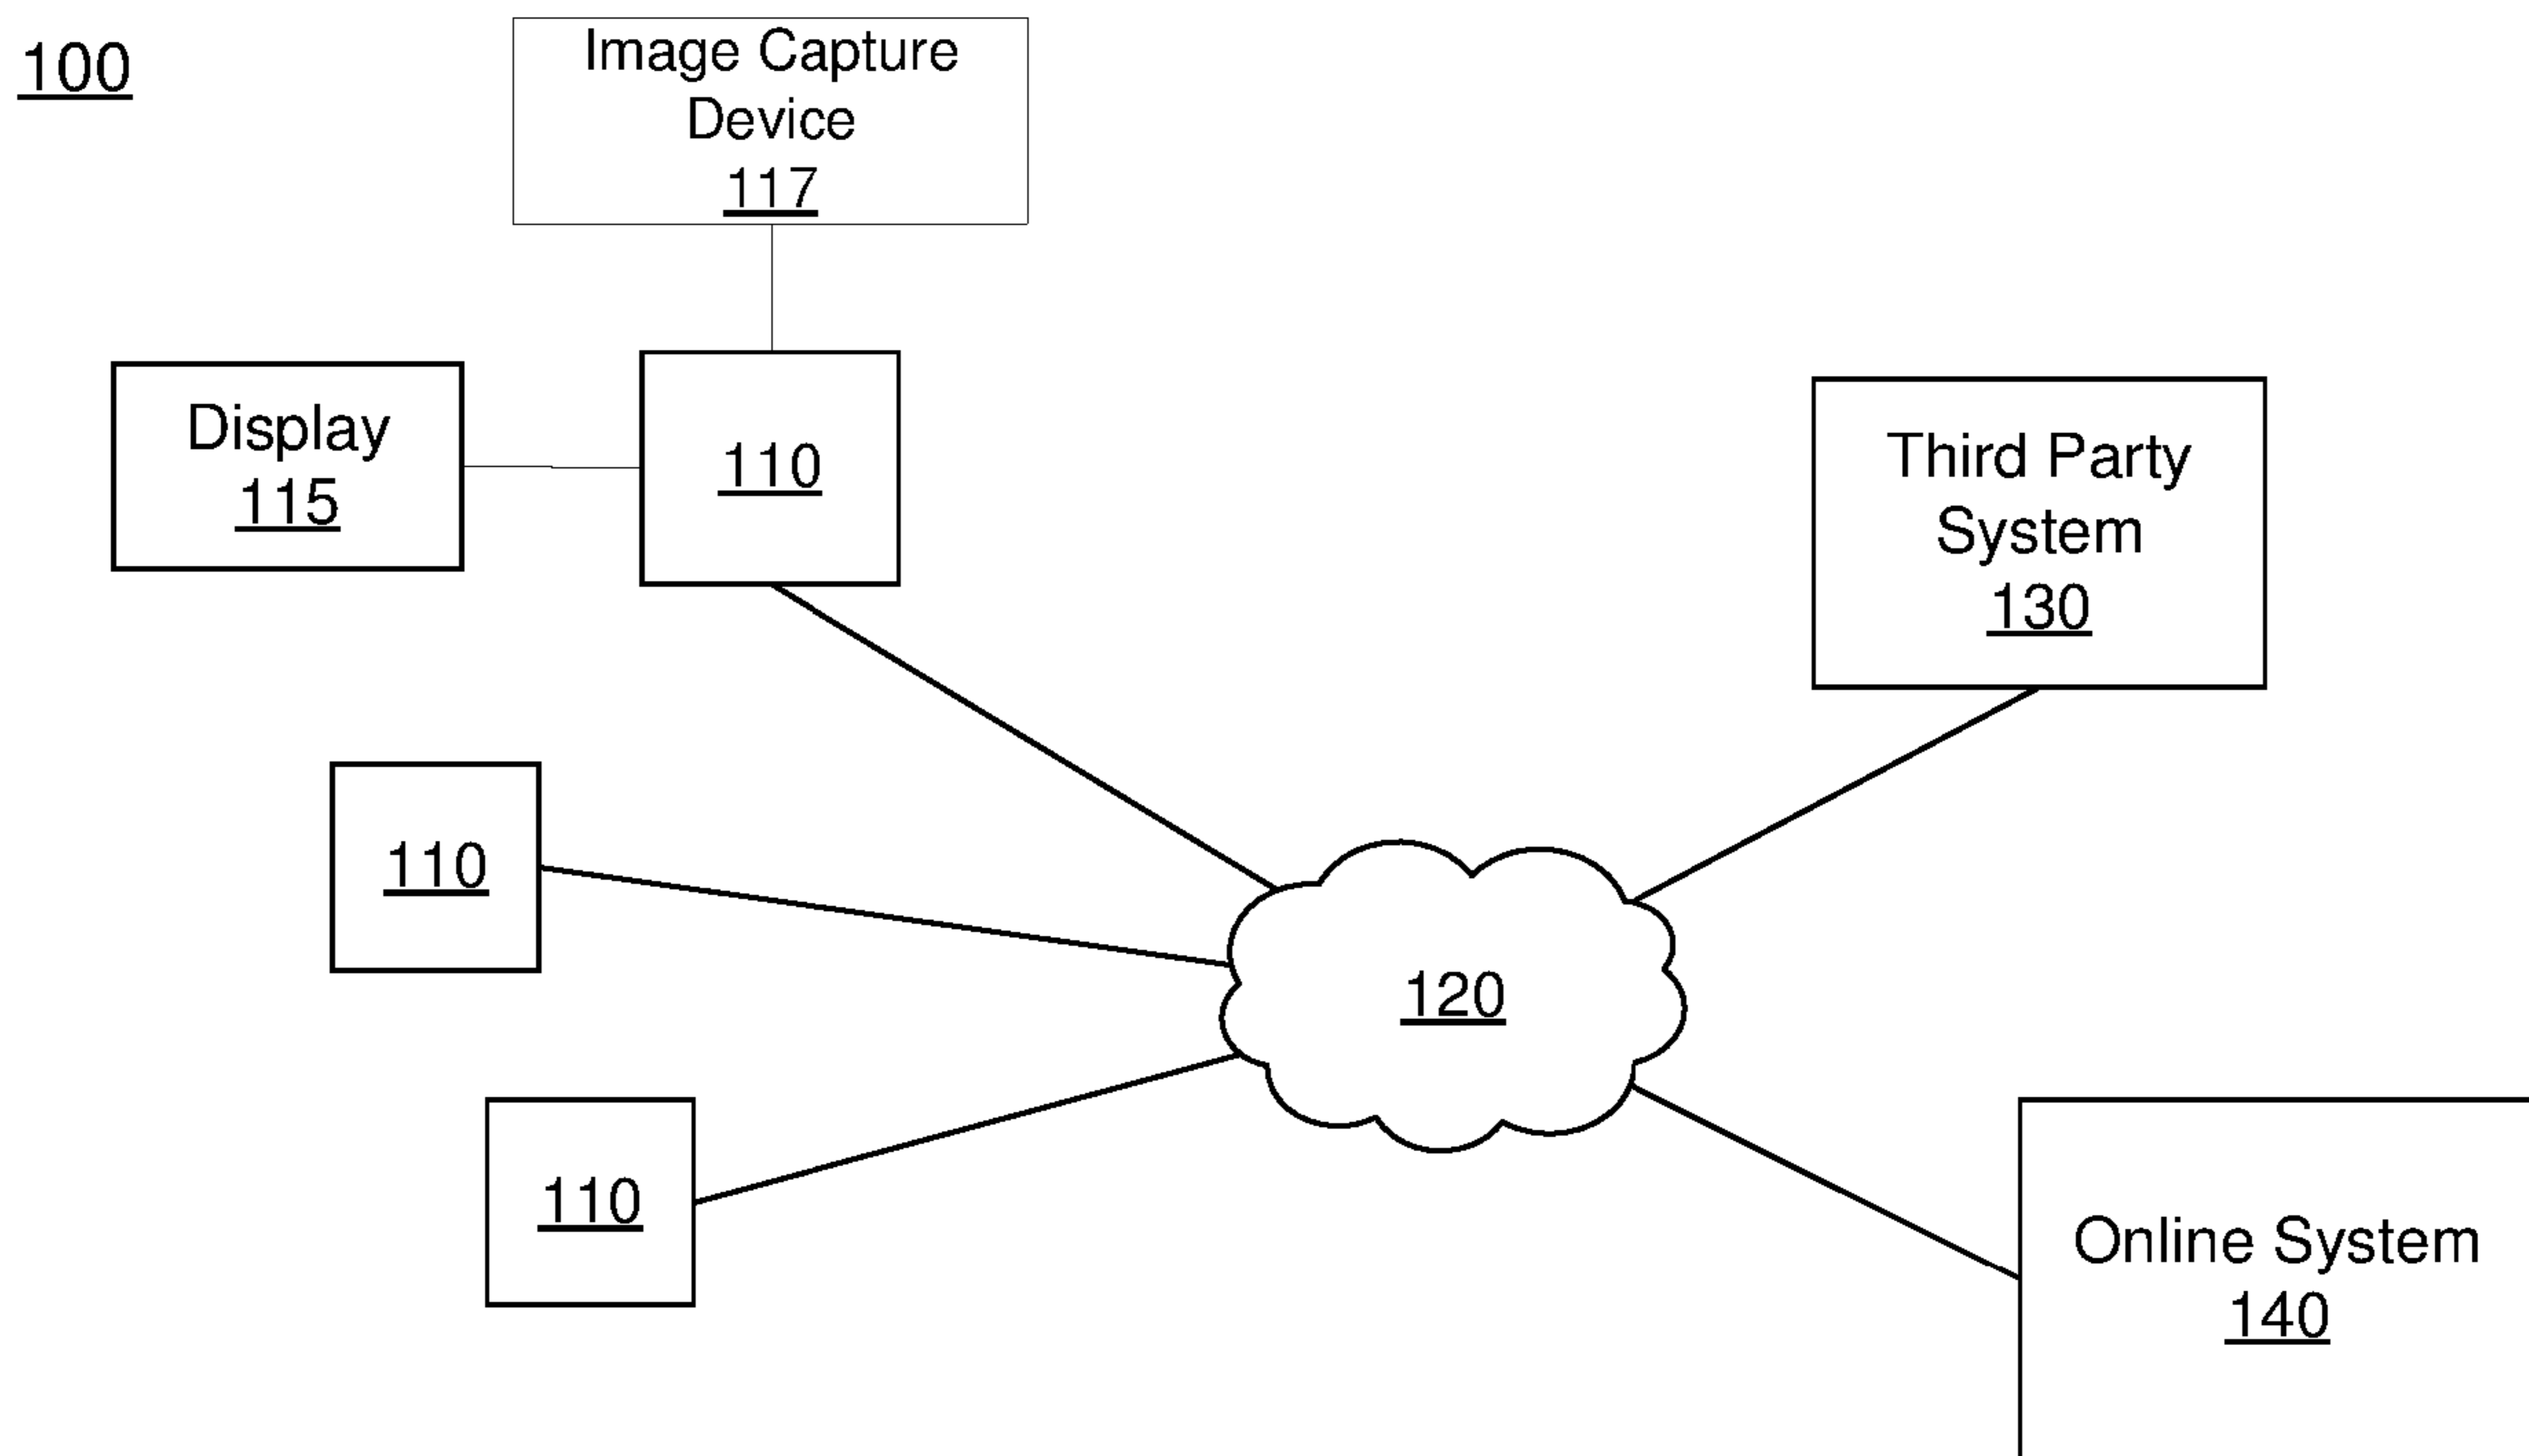 100
Image Capture
Device
117
Display
115
110
Third Party
System
130
110
120
110
Online System
140